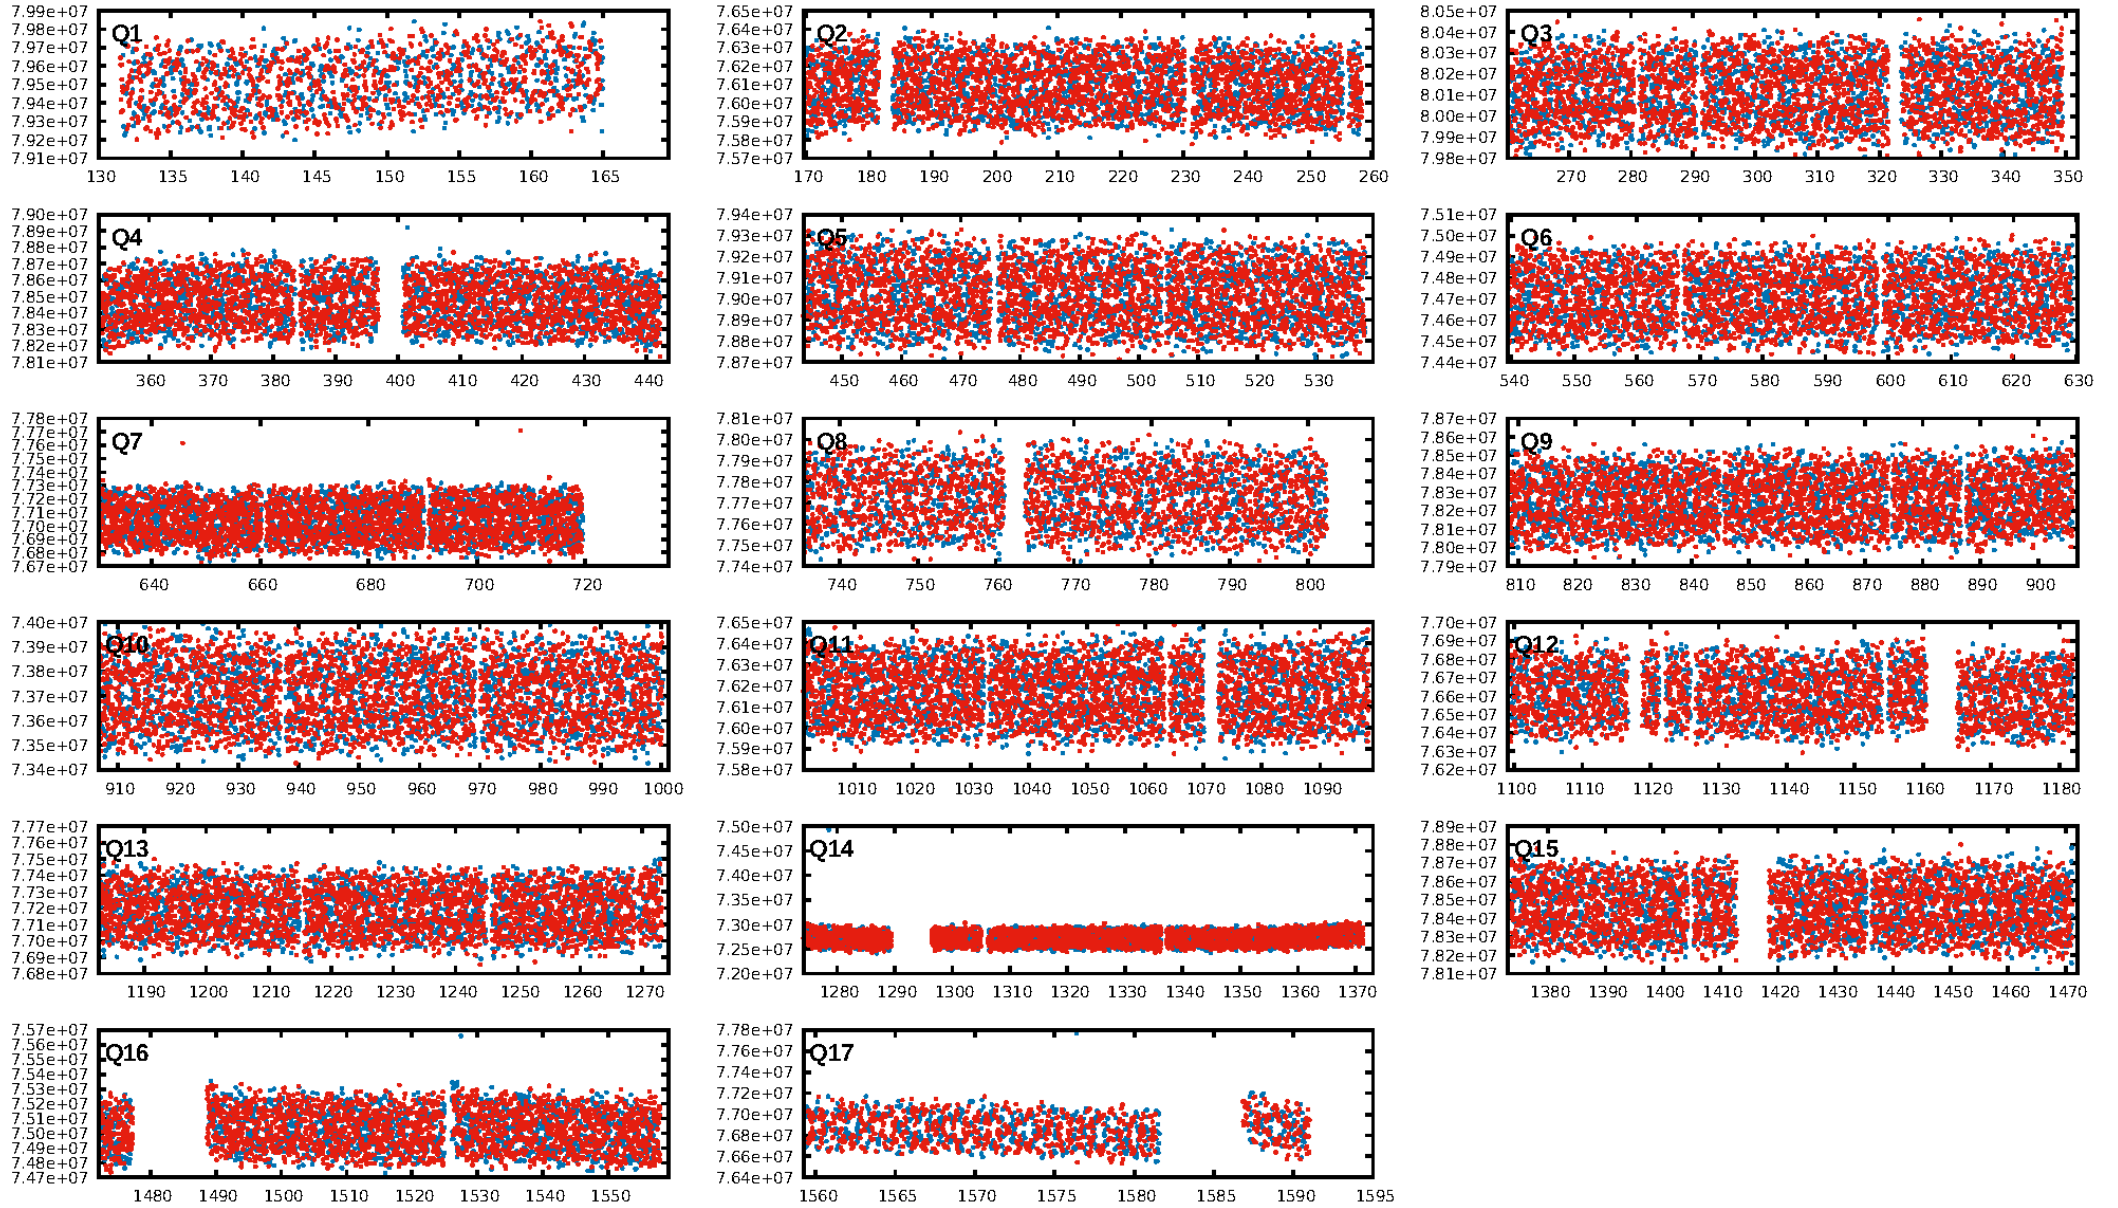 Q1
7.99e+07
7.98e+07
7.97e+07
7.96e+07
7.95e+07
7.94e+07
7.93e+07
7.92e+07
7.91e+07
130 135 140 145 150 155 160 165
Q2
7.65e+07
7.64e+07
7.63e+07
7.62e+07
7.61e+07
7.60e+07
7.59e+07
7.58e+07
7.57e+07
170 180 190 200 210 220 230 240 250 260
Q3
8.05e+07
8.04e+07
8.03e+07
8.02e+07
8.01e+07
8.00e+07
7.99e+07
7.98e+07
270 280 290 300 310 320 330 340 350
Q4
7.90e+07
7.89e+07
7.88e+07
7.87e+07
7.86e+07
7.85e+07
7.84e+07
7.83e+07
7.82e+07
7.81e+07
360 370 380 390 400 410 420 430 440
Q5
7.94e+07
7.93e+07
7.92e+07
7.91e+07
7.90e+07
7.89e+07
7.88e+07
7.87e+07
450 460 470 480 490 500 510 520 530
Q6
7.51e+07
7.50e+07
7.49e+07
7.48e+07
7.47e+07
7.46e+07
7.45e+07
7.44e+07
540 550 560 570 580 590 600 610 620 630
Q7
7.78e+07
7.77e+07
7.76e+07
7.75e+07
7.74e+07
7.73e+07
7.72e+07
7.71e+07
7.70e+07
7.69e+07
7.68e+07
7.67e+07
640 660 680 700 720
Q8
7.81e+07
7.80e+07
7.79e+07
7.78e+07
7.77e+07
7.76e+07
7.75e+07
7.74e+07
740 750 760 770 780 790 800
Q9
7.87e+07
7.86e+07
7.85e+07
7.84e+07
7.83e+07
7.82e+07
7.81e+07
7.80e+07
7.79e+07
810 820 830 840 850 860 870 880 890 900
Q10
7.40e+07
7.39e+07
7.38e+07
7.37e+07
7.36e+07
7.35e+07
7.34e+07
910 920 930 940 950 960 970 980 990 1000
Q11
7.65e+07
7.64e+07
7.63e+07
7.62e+07
7.61e+07
7.60e+07
7.59e+07
7.58e+07
1010 1020 1030 1040 1050 1060 1070 1080 1090
Q12
7.70e+07
7.69e+07
7.68e+07
7.67e+07
7.66e+07
7.65e+07
7.64e+07
7.63e+07
7.62e+07
1100 1110 1120 1130 1140 1150 1160 1170 1180
Q13
7.77e+07
7.76e+07
7.75e+07
7.74e+07
7.73e+07
7.72e+07
7.71e+07
7.70e+07
7.69e+07
7.68e+07
1190 1200 1210 1220 1230 1240 1250 1260 1270
Q14
7.50e+07
7.45e+07
7.40e+07
7.35e+07
7.30e+07
7.25e+07
7.20e+07
1280 1290 1300 1310 1320 1330 1340 1350 1360 1370
Q15
7.89e+07
7.88e+07
7.87e+07
7.86e+07
7.85e+07
7.84e+07
7.83e+07
7.82e+07
7.81e+07
1380 1390 1400 1410 1420 1430 1440 1450 1460 1470
Q16
7.57e+07
7.56e+07
7.55e+07
7.54e+07
7.53e+07
7.52e+07
7.51e+07
7.50e+07
7.49e+07
7.48e+07
7.47e+07
1480 1490 1500 1510 1520 1530 1540 1550
Q17
7.78e+07
7.76e+07
7.74e+07
7.72e+07
7.70e+07
7.68e+07
7.66e+07
7.64e+07
1560 1565 1570 1575 1580 1585 1590 1595